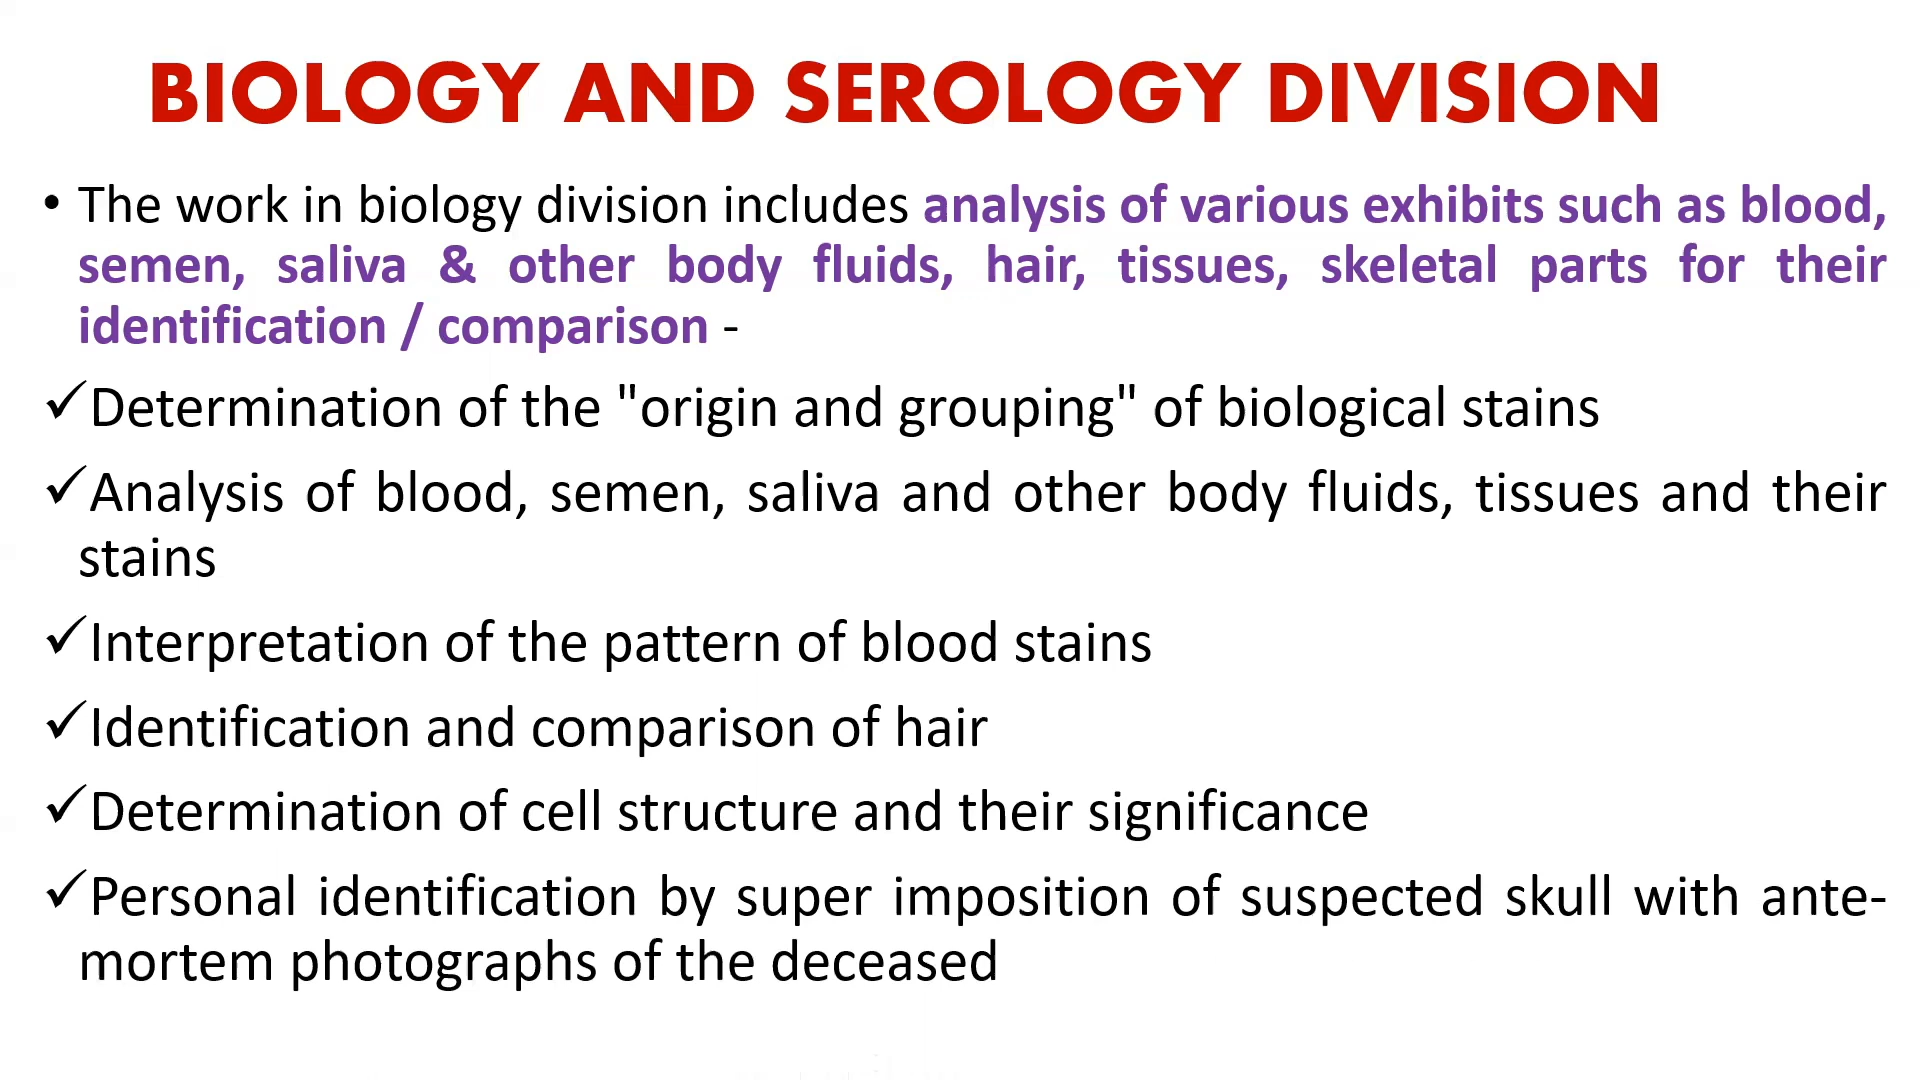 BIOLOGY AND SEROLOGY DIVISION
• The work in biology division includes analysis of various exhibits such as blood,
semen, saliva & other body fluids, hair, tissues, skeletal parts for their
identification / comparison -
✓Determination of the "origin and grouping" of biological stains
✓Analysis of blood, semen, saliva and other body fluids, tissues and their
stains
✓Interpretation of the pattern of blood stains
✓Identification and comparison of hair
✓Determination of cell structure and their significance
✓Personal identification by super imposition of suspected skull with ante-
mortem photographs of the deceased